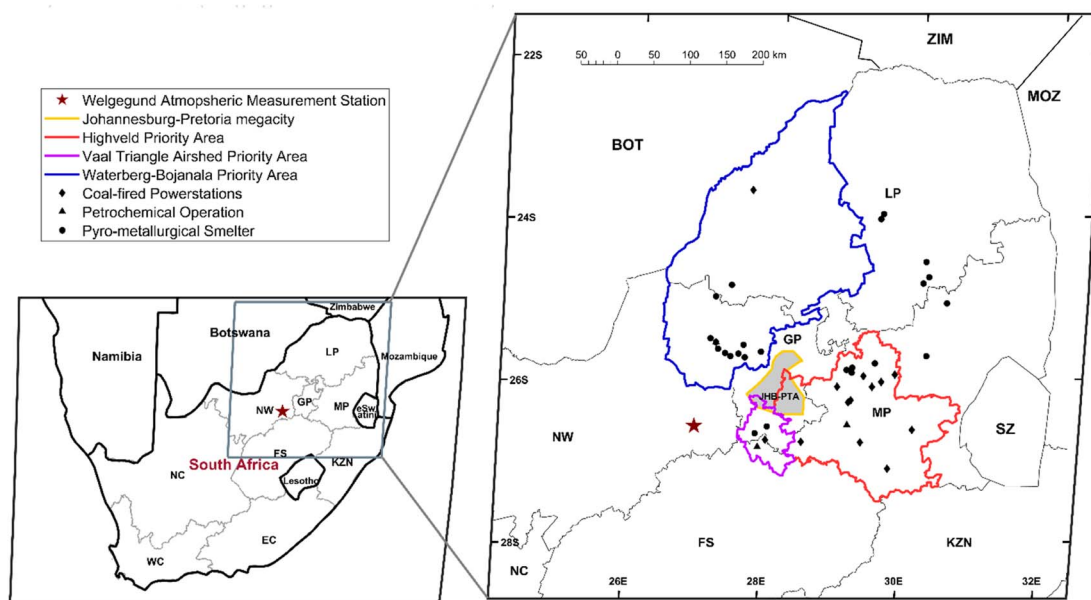 Welgegund Atmopsheric Measurement Station
Johannesburg-Pretoria megacity
Highveld Priority Area
Vaal Triangle Airshed Priority Area
Waterberg-Bojanala Priority Area
Coal-fired Powerstations
Petrochemical Operation
Pyro-metallurgical Smelter
Zimbabwe
Botswana
Namibia
LP
Mozambique
NW
GP
MP
eSw
atini
FS
KZN
South Africa
NC
Lesotho
EC
WC
50 0 50 100 150 200 km
ZIM
22S
MOZ
BOT
LP
24S
GP
26S
JHB-PTA
MP
NW
SZ
28S
FS
KZN
NC
26E 28E 30E 32E